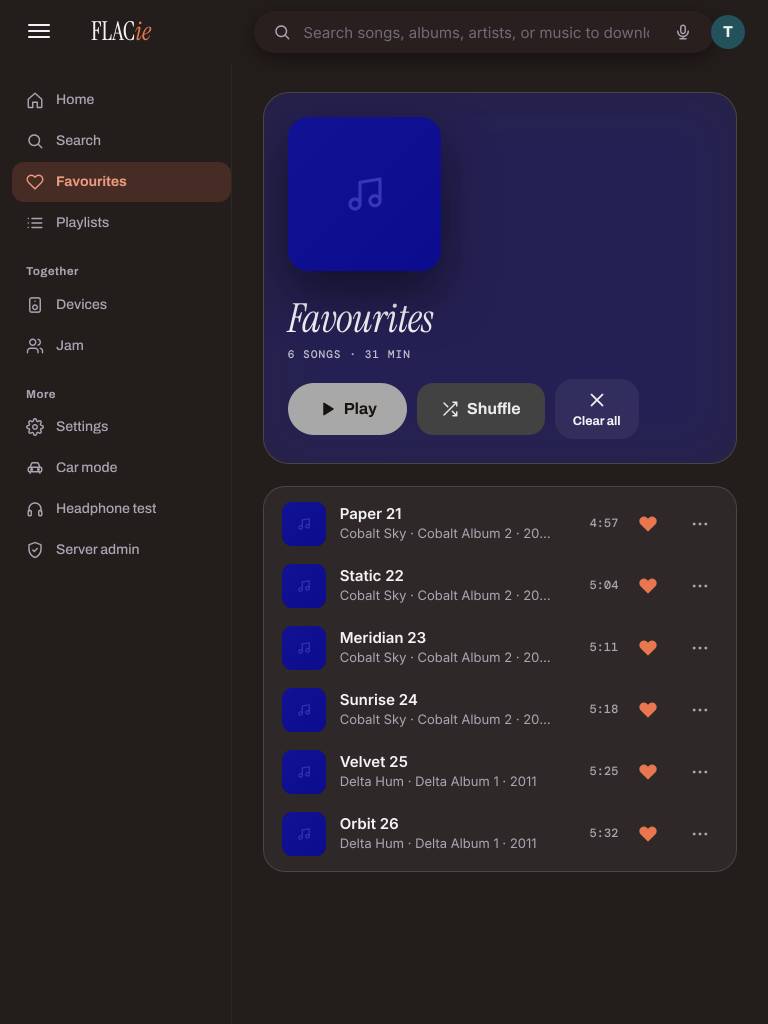 FLACie
Search songs, albums, artists, or music to downlo
T
Home
Search
Favourites
Playlists
Together
Devices
Jam
More
Settings
Car mode
Headphone test
Server admin
Favourites
6 SONGS · 31 MIN
Play
Shuffle
Clear all
Paper 21
Cobalt Sky · Cobalt Album 2 · 20...
4:57
Static 22
Cobalt Sky · Cobalt Album 2 · 20...
5:04
Meridian 23
Cobalt Sky · Cobalt Album 2 · 20...
5:11
Sunrise 24
Cobalt Sky · Cobalt Album 2 · 20...
5:18
Velvet 25
Delta Hum · Delta Album 1 · 2011
5:25
Orbit 26
Delta Hum · Delta Album 1 · 2011
5:32